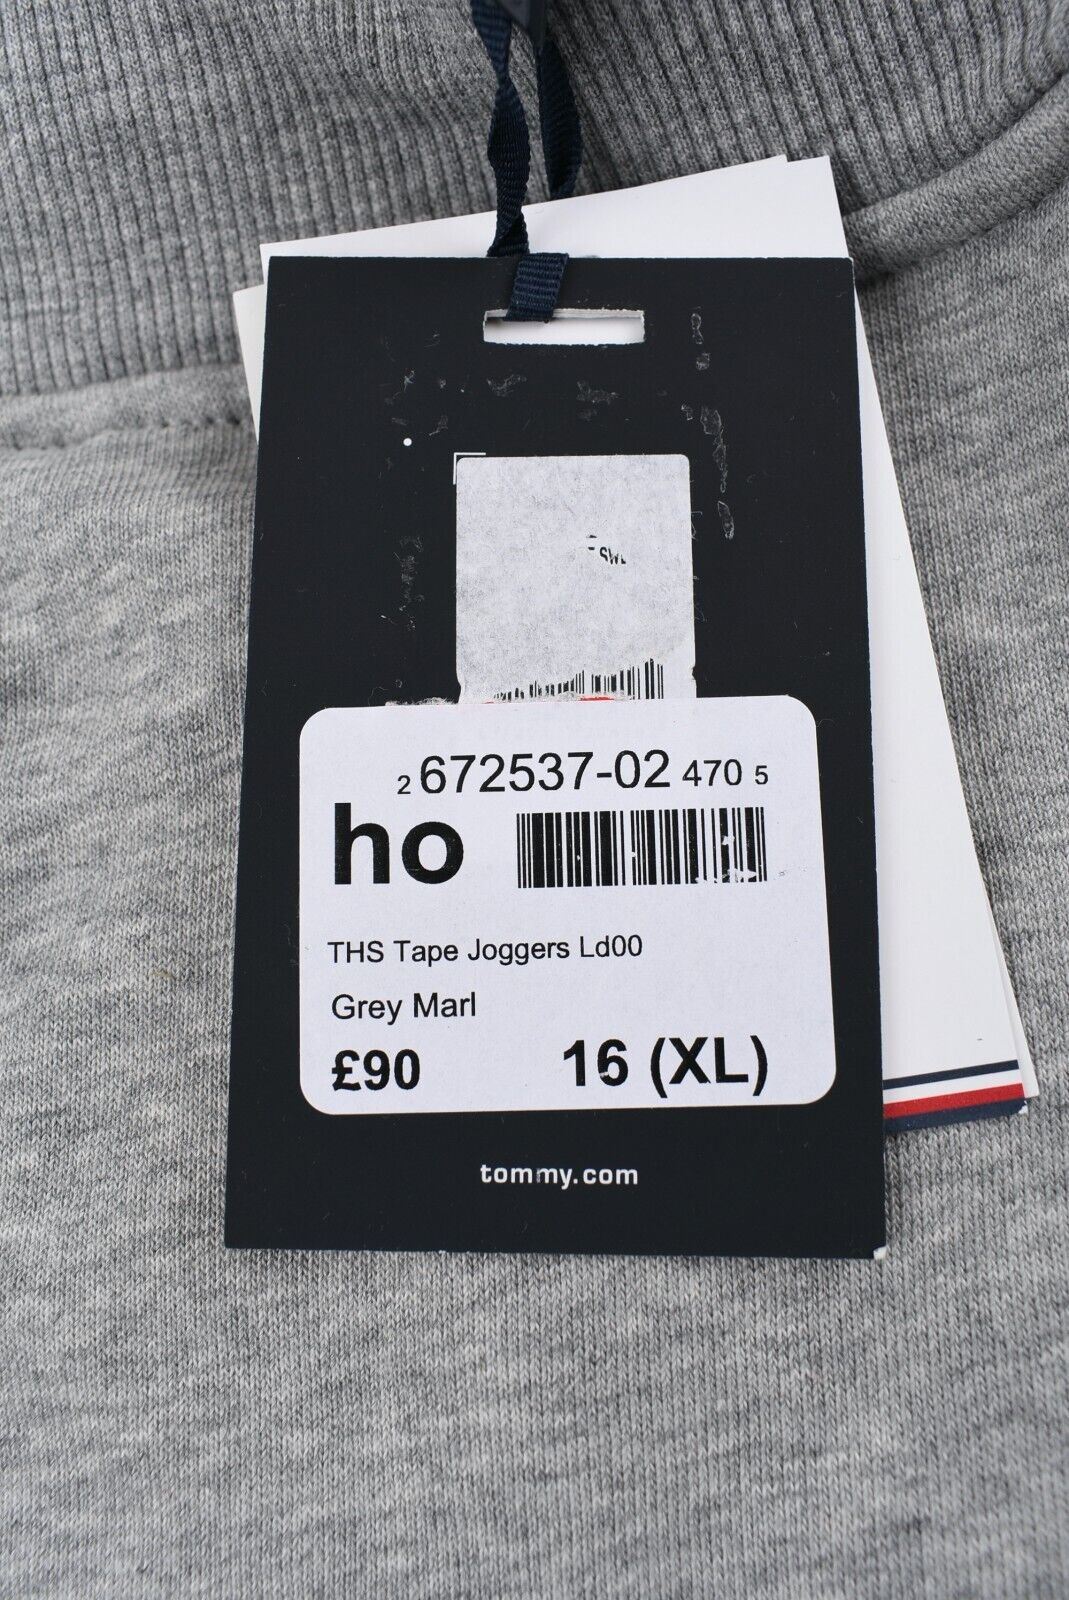 2 672537-02 470 5
ho
THS Tape Joggers Ld00
Grey Marl
£90 16 (XL)
tommy.com